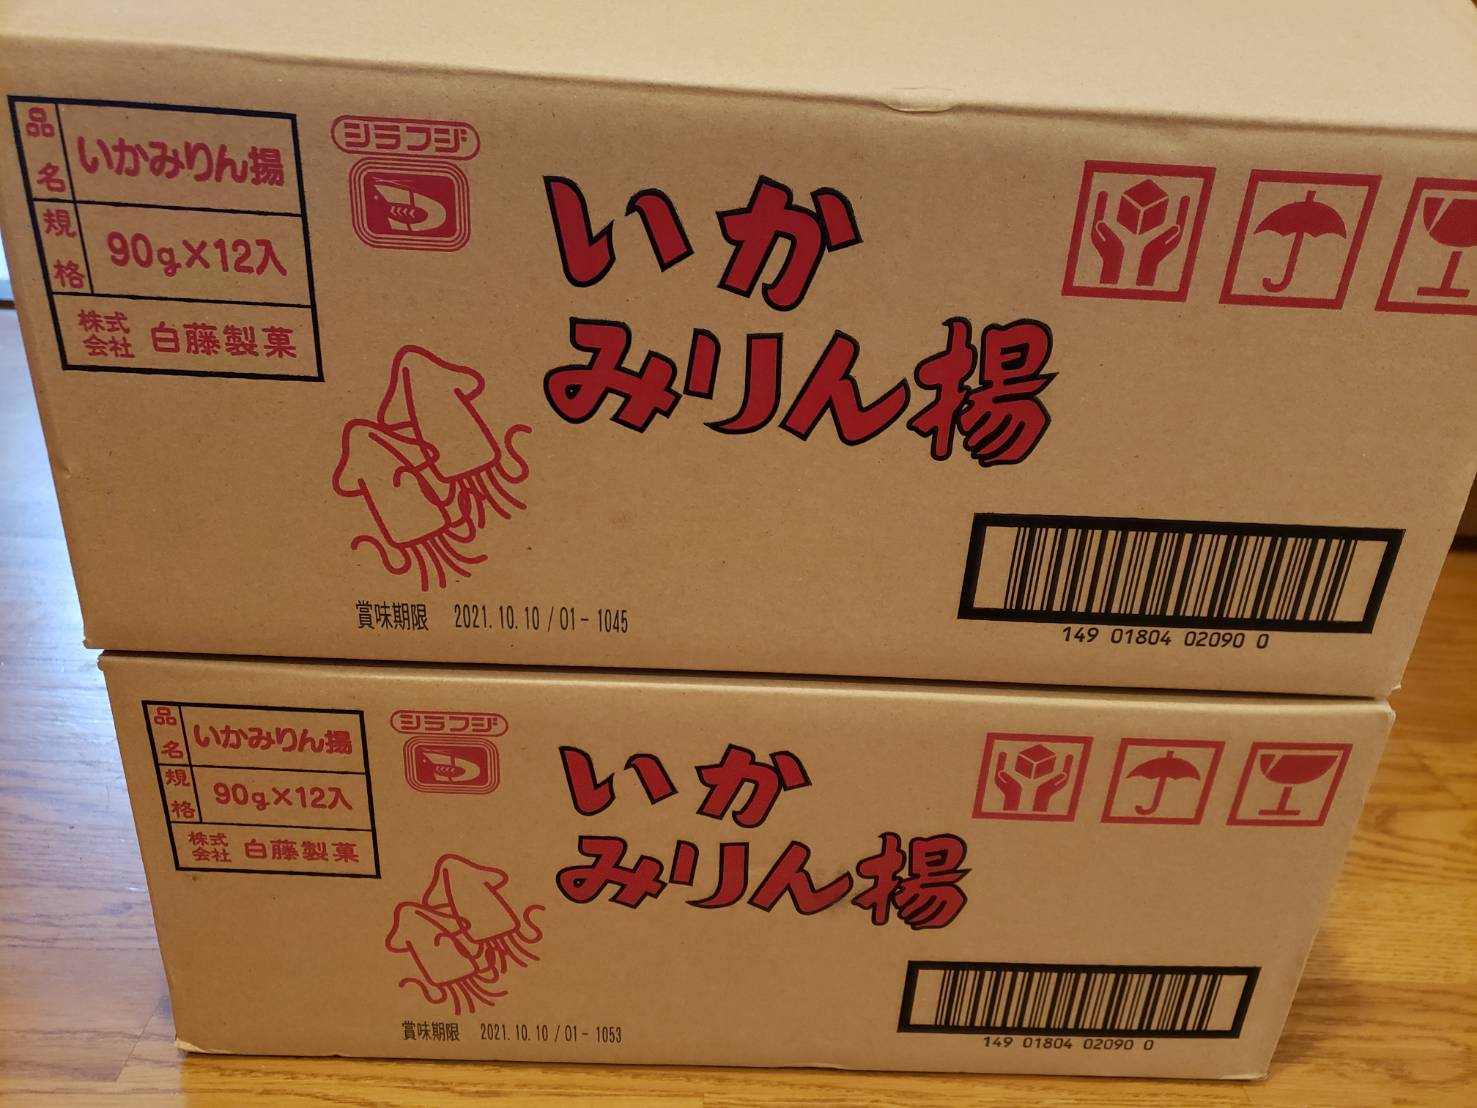 品名 いかみりん揚
規格 90g×12入
株式会社 白藤製菓
シラフジ
いか
みりん揚
賞味期限 2021.10.10/01-1045
149 01804 02090 0
品名 いかみりん揚
規格 90g×12入
株式会社 白藤製菓
シラフジ
いか
みりん揚
賞味期限 2021.10.10/01-1053
149 01804 02090 0